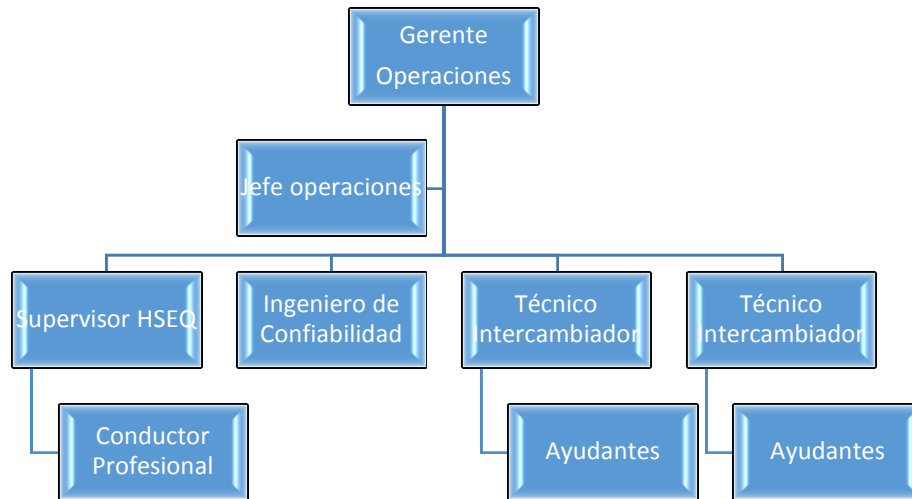 Gerente
Operaciones
Jefe operaciones
Supervisor HSEQ
Ingeniero de
Confiabilidad
Técnico
Intercambiador
Técnico
Intercambiador
Conductor
Profesional
Ayudantes
Ayudantes